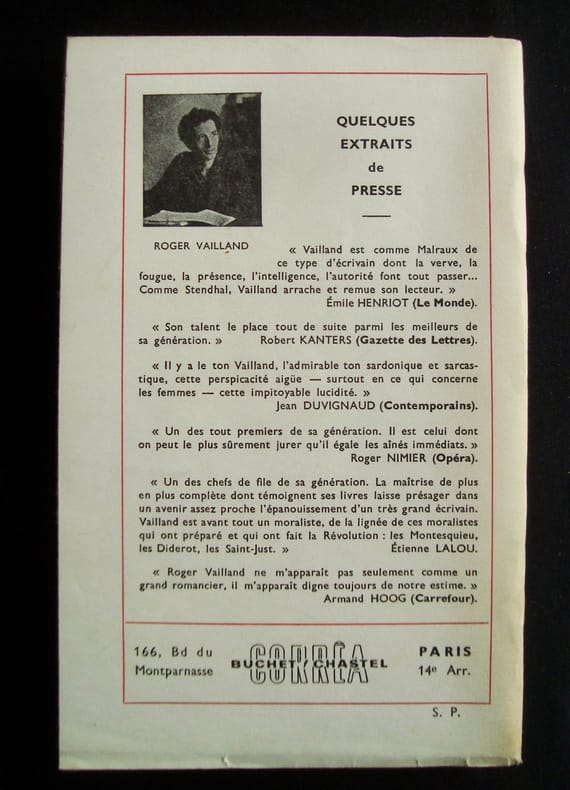 QUELQUES
EXTRAITS
de
PRESSE
ROGER VAILLAND
« Vailland est comme Malraux de
ce type d'écrivain dont la verve, la
fougue, la présence, l'intelligence, l'autorité font tout passer...
Comme Stendhal, Vailland arrache et remue son lecteur. »
Émile HENRIOT (Le Monde).
« Son talent le place tout de suite parmi les meilleurs de
sa génération. » Robert KANTERS (Gazette des Lettres).
« Il y a le ton Vailland, l'admirable ton sardonique et sarcas-
tique, cette perspicacité aigüe — surtout en ce qui concerne
les femmes — cette impitoyable lucidité. »
Jean DUVIGNAUD (Contemporains).
« Un des tout premiers de sa génération. Il est celui dont
on peut le plus sûrement jurer qu'il égale les aînés immédiats. »
Roger NIMIER (Opéra).
« Un des chefs de file de sa génération. La maîtrise de plus
en plus complète dont témoignent ses livres laisse présager dans
un avenir assez proche l'épanouissement d'un très grand écrivain.
Vailland est avant tout un moraliste, de la lignée de ces moralistes
qui ont préparé et qui ont fait la Révolution : les Montesquieu,
les Diderot, les Saint-Just. » Étienne LALOU.
« Roger Vailland ne m'apparaît pas seulement comme un
grand romancier, il m'apparaît digne toujours de notre estime. »
Armand HOOG (Carrefour).
166, Bd du
Montparnasse
CORRÊA
BUCHET/CHASTEL
PARIS
14e Arr.
S. P.